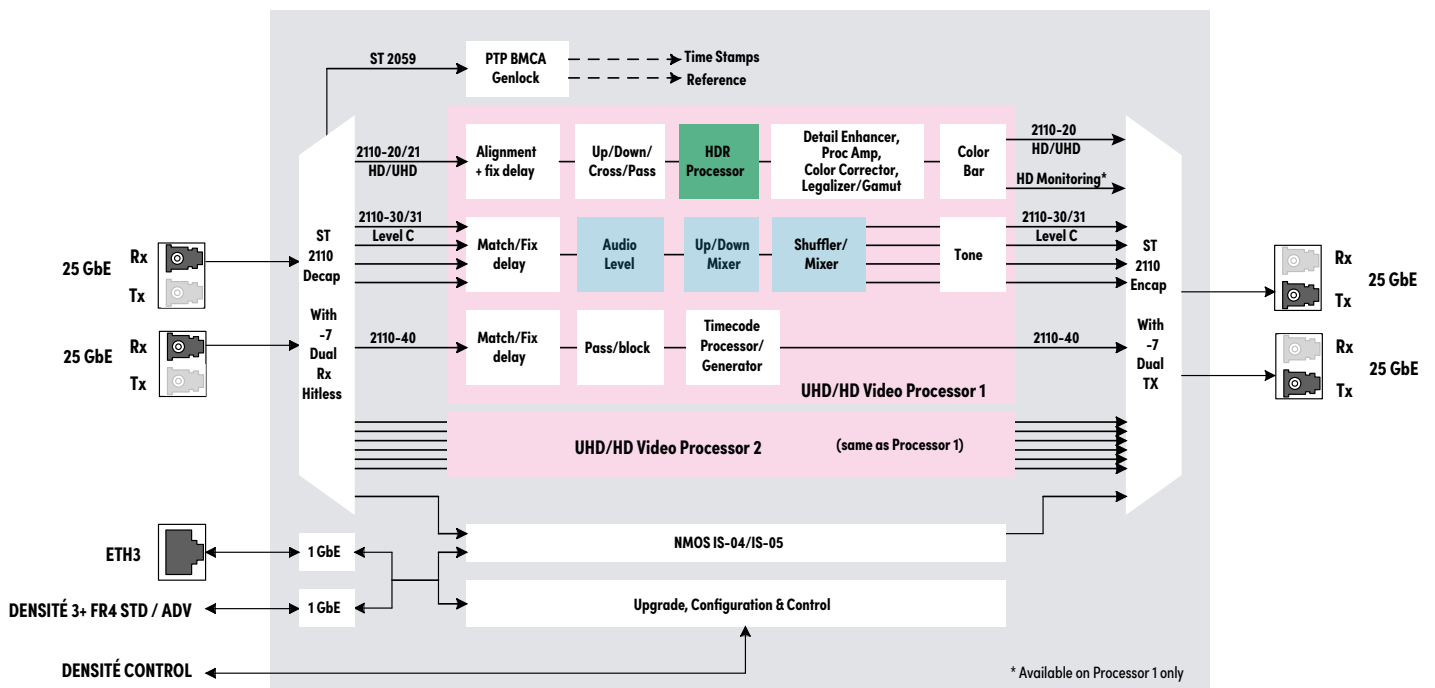 ST 2059
PTP BMCA
Genlock
Time Stamps
Reference
2110-20/21
HD/UHD
Alignment
+ fix delay
Up/Down/
Cross/Pass
HDR
Processor
Detail Enhancer,
Proc Amp,
Color Corrector,
Legalizer/Gamut
Color
Bar
2110-20
HD/UHD
HD Monitoring*
2110-30/31
Level C
Match/Fix
delay
Audio
Level
Up/Down
Mixer
Shuffler/
Mixer
Tone
2110-30/31
Level C
25 GbE
Rx
Tx
25 GbE
Rx
Tx
ST
2110
Decap
With
-7
Dual
Rx
Hitless
2110-40
Match/Fix
delay
Pass/block
Timecode
Processor/
Generator
2110-40
UHD/HD Video Processor 1
ST
2110
Encap
With
-7
Dual
TX
Rx
25 GbE
Tx
Rx
25 GbE
Tx
UHD/HD Video Processor 2
(same as Processor 1)
ETH3
1 GbE
NMOS IS-04/IS-05
DENSITÉ 3+ FR4 STD / ADV
1 GbE
Upgrade, Configuration & Control
DENSITÉ CONTROL
* Available on Processor 1 only